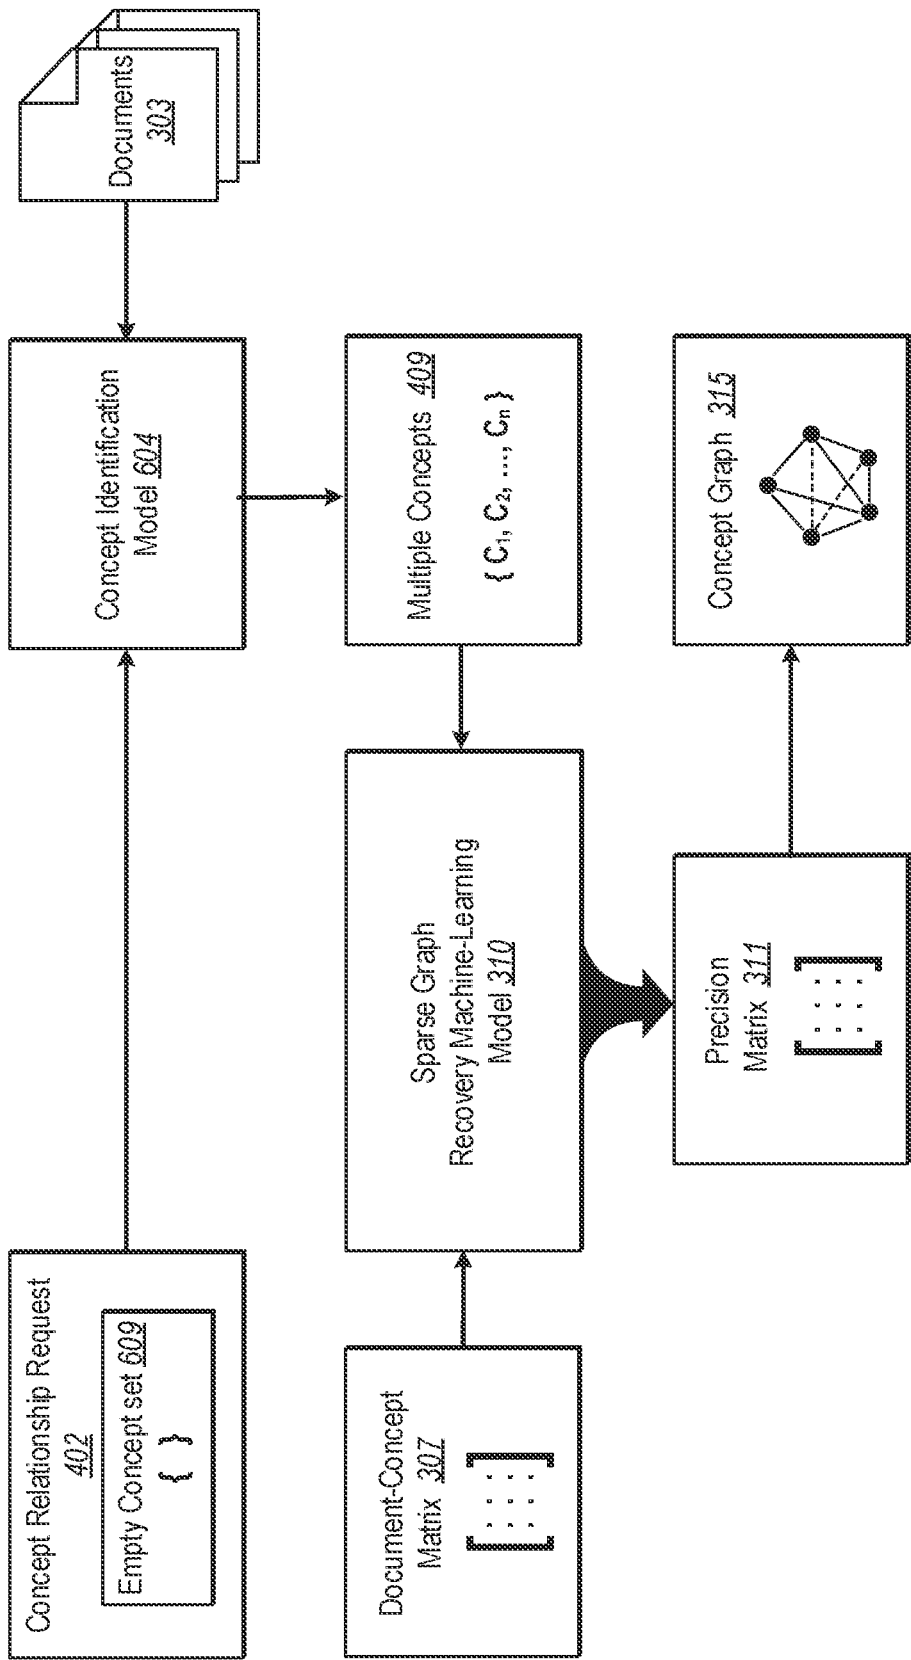 Concept Relationship Request
402
Empty Concept set 609
{ }
Concept Identification
Model 604
Documents
303
Document-Concept
Matrix 307
Sparse Graph
Recovery Machine-Learning
Model 310
Multiple Concepts 409
{ C1, C2, ..., Cn }
Precision
Matrix 311
Concept Graph 315